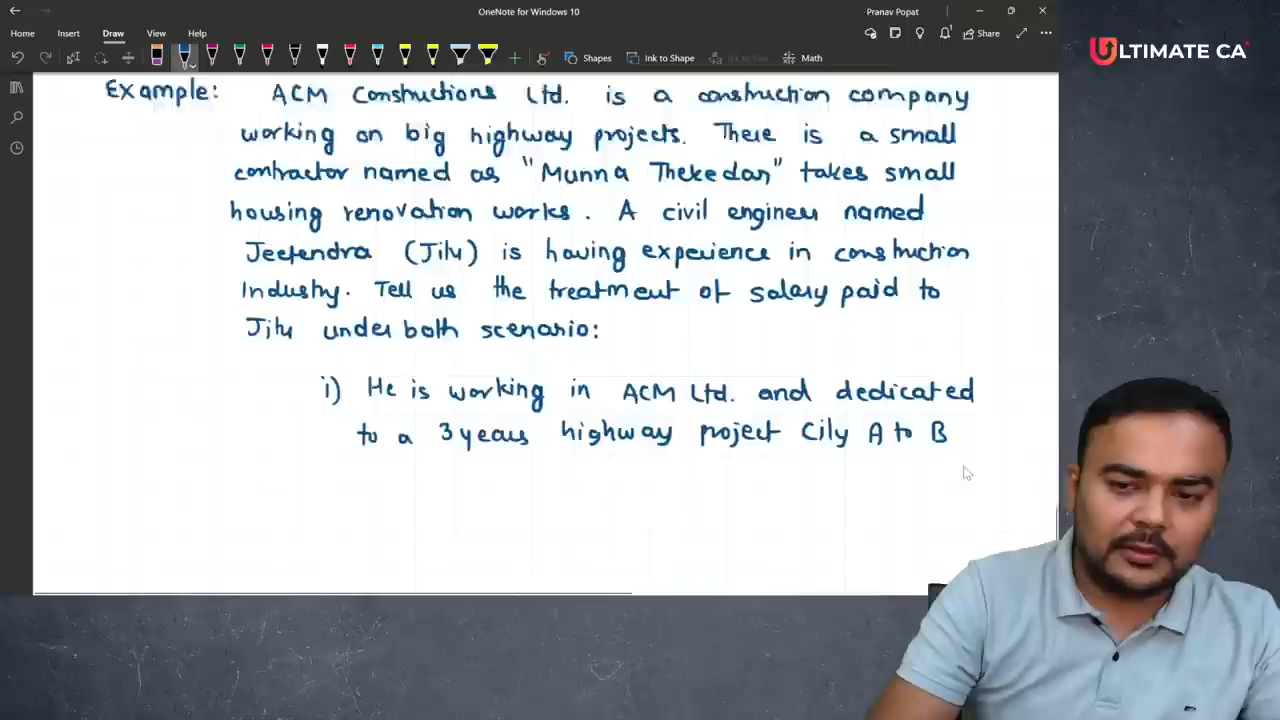 OneNote for Windows 10
Pranav Popat
Home Insert Draw View Help
Share
Shapes Ink to Shape Math
ULTIMATE CA
Example: ACM Constuctions Ltd. is a construction company
working on big highway projects. There is a small
contractor named as "Munna Thekedar" takes small
housing renovation works. A civil engineer named
Jeetendra (Jitu) is having experience in construction
Industry. Tell us the treatment of salary paid to
Jitu under both scenario:
i) He is working in ACM Ltd. and dedicated
to a 3 years highway project City A to B